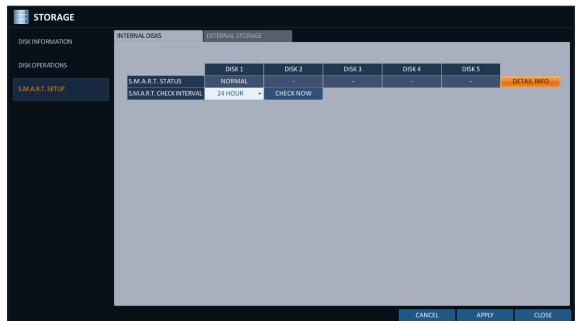 STORAGE
INTERNAL DISKS EXTERNAL STORAGE
DISK INFORMATION
DISK OPERATIONS
S.M.A.R.T. SETUP
DISK 1 DISK 2 DISK 3 DISK 4 DISK 5
S.M.A.R.T. STATUS NORMAL - - - - DETAIL INFO
S.M.A.R.T. CHECK INTERVAL 24 HOUR CHECK NOW
CANCEL APPLY CLOSE